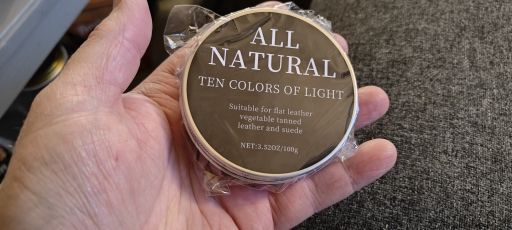 ALL
NATURAL
TEN COLORS OF LIGHT
Suitable for flat leather
vegetable tanned
leather and suede
NET:3.52OZ/100g